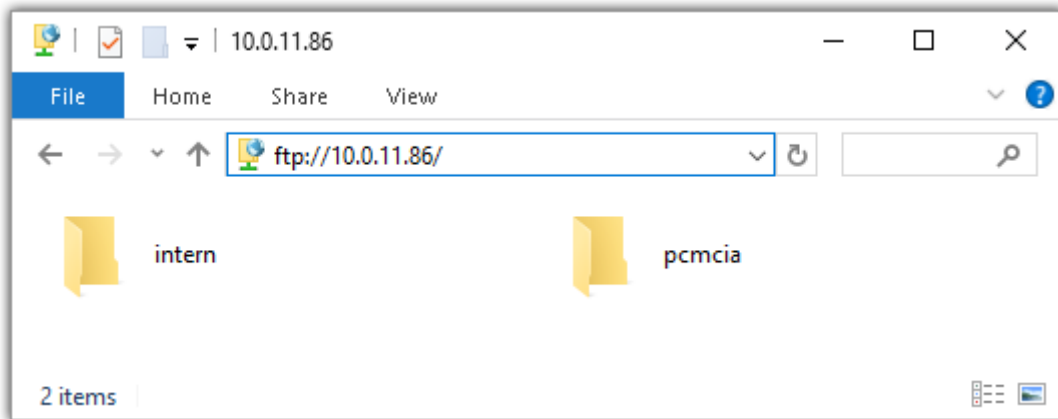 10.0.11.86
File Home Share View
ftp://10.0.11.86/
intern pcmcia
2 items